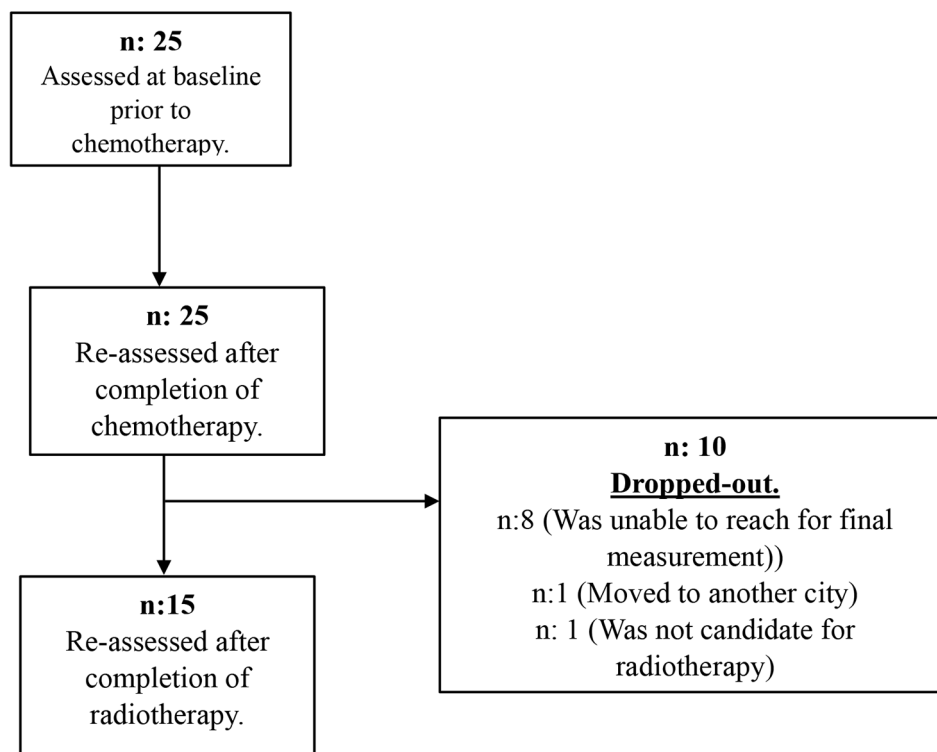 n: 25
Assessed at baseline
prior to
chemotherapy.
n: 25
Re-assessed after
completion of
chemotherapy.
n: 10
Dropped-out.
n:8 (Was unable to reach for final
measurement))
n:1 (Moved to another city)
n: 1 (Was not candidate for
radiotherapy)
n:15
Re-assessed after
completion of
radiotherapy.